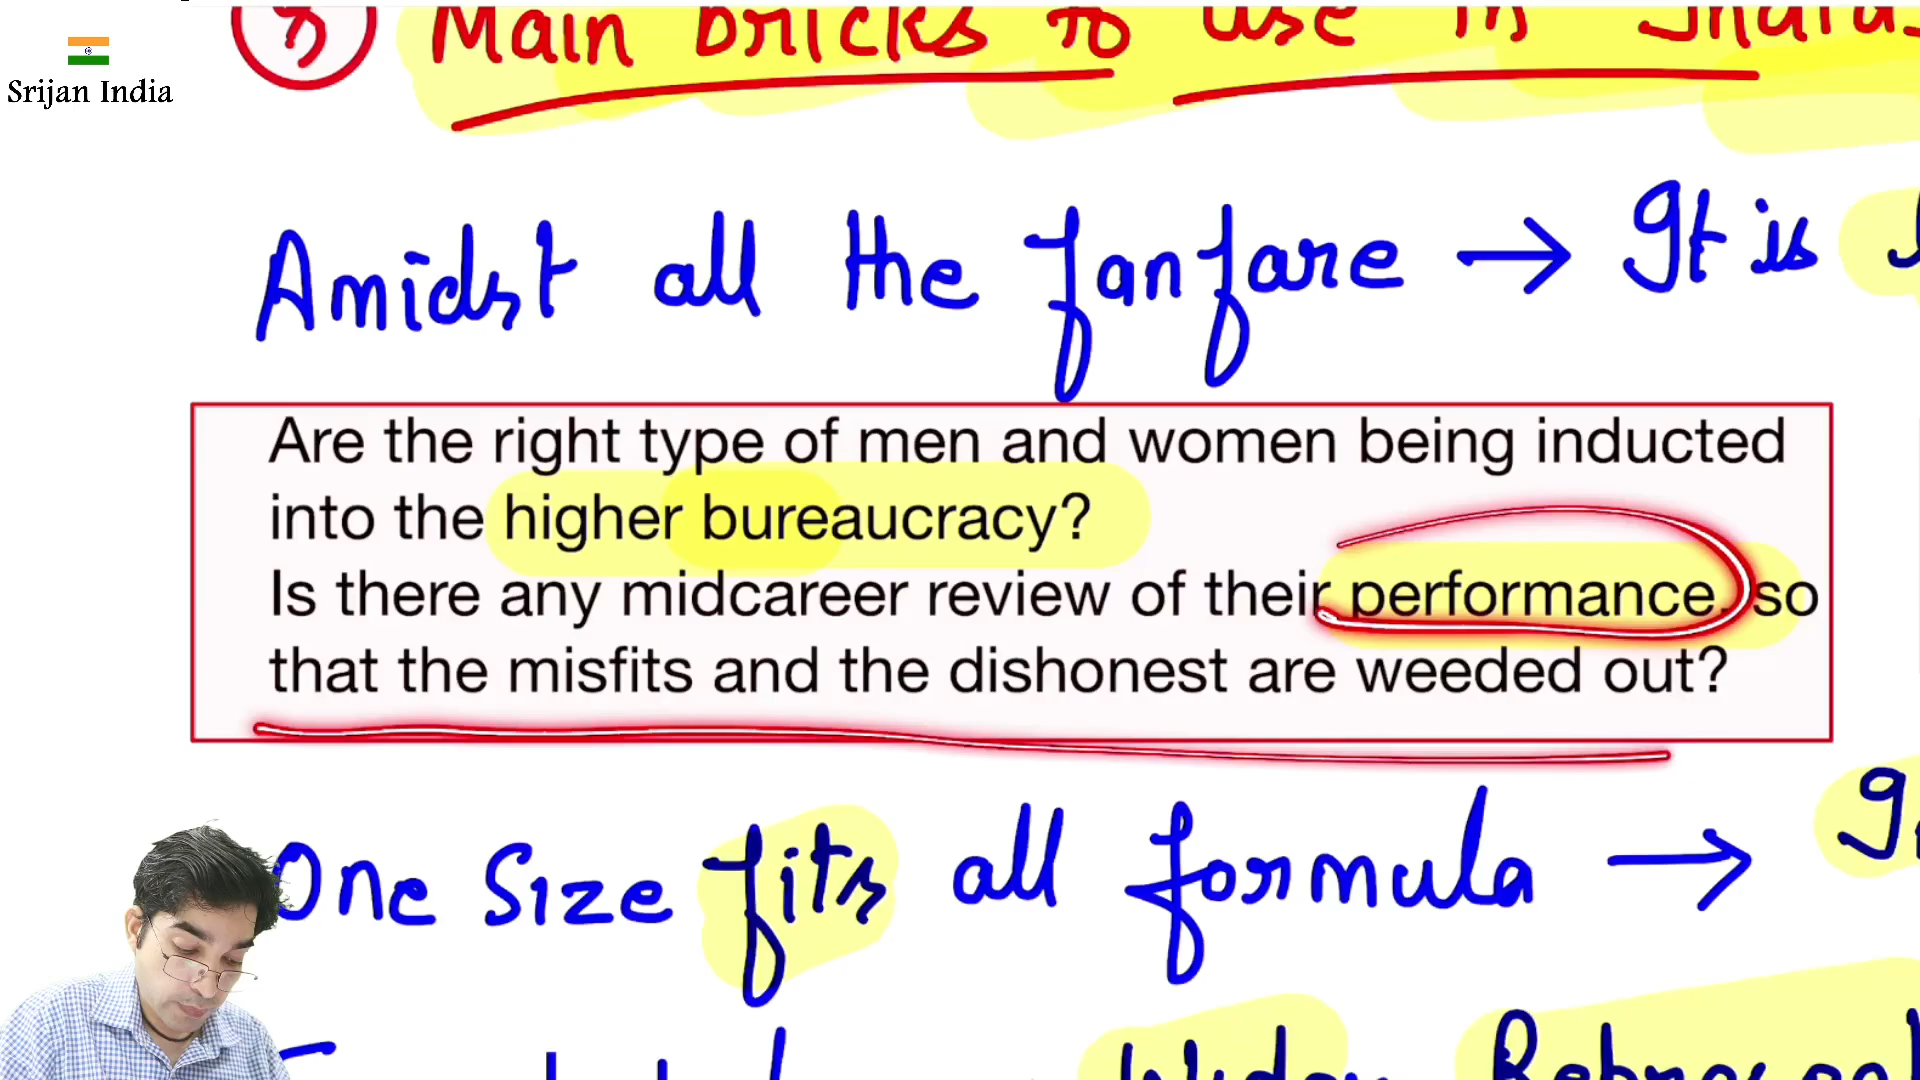 Main bricks to use in
Srijan India
Amidst all the fanfare → It is
Are the right type of men and women being inducted
into the higher bureaucracy?
Is there any midcareer review of their performance, so
that the misfits and the dishonest are weeded out?
One Size fits all formula →
Wider